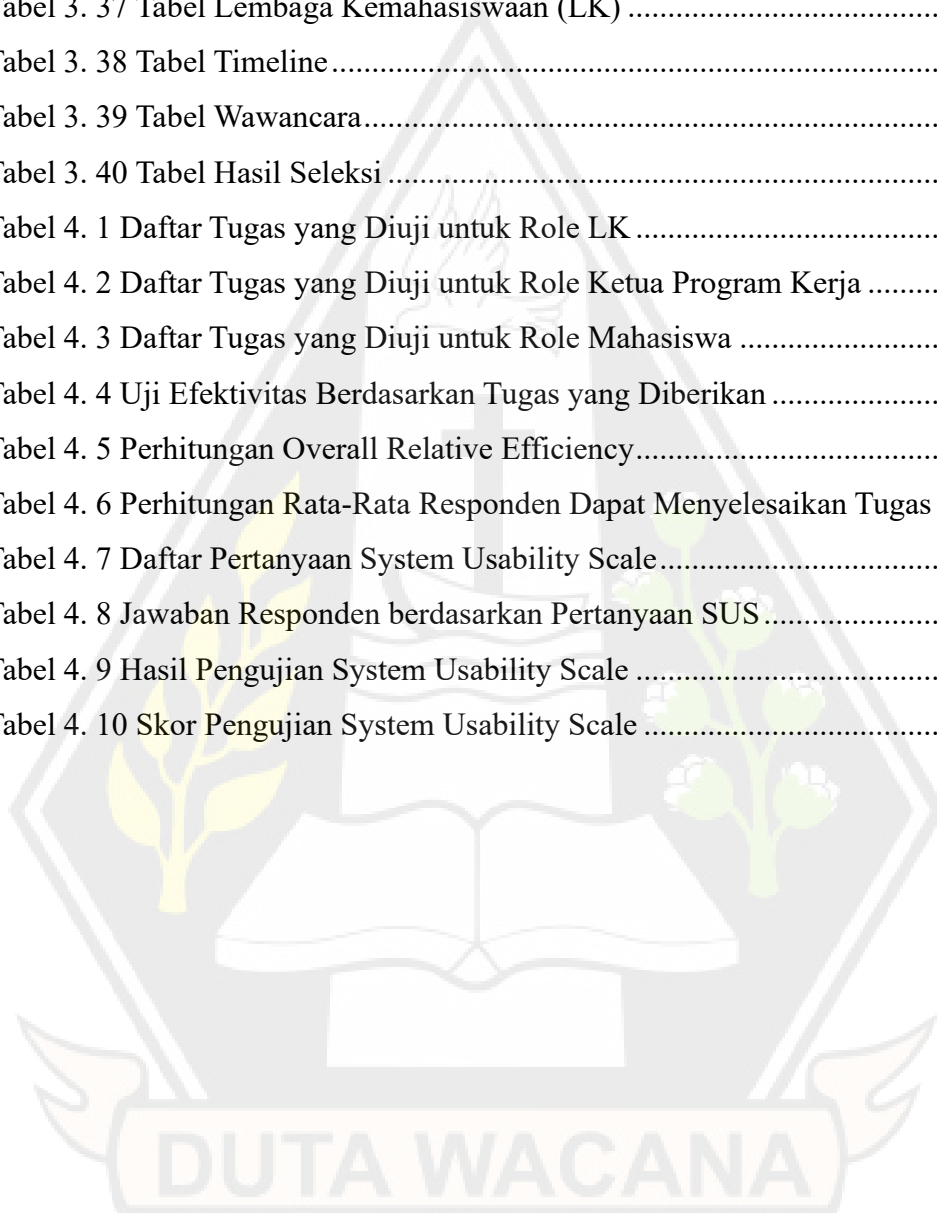 Tabel 3. 37 Tabel Lembaga Kemahasiswaan (LK) ....................................
Tabel 3. 38 Tabel Timeline..........................................................................
Tabel 3. 39 Tabel Wawancara......................................................................
Tabel 3. 40 Tabel Hasil Seleksi ...................................................................
Tabel 4. 1 Daftar Tugas yang Diuji untuk Role LK .....................................
Tabel 4. 2 Daftar Tugas yang Diuji untuk Role Ketua Program Kerja .........
Tabel 4. 3 Daftar Tugas yang Diuji untuk Role Mahasiswa ........................
Tabel 4. 4 Uji Efektivitas Berdasarkan Tugas yang Diberikan ....................
Tabel 4. 5 Perhitungan Overall Relative Efficiency.....................................
Tabel 4. 6 Perhitungan Rata-Rata Responden Dapat Menyelesaikan Tugas
Tabel 4. 7 Daftar Pertanyaan System Usability Scale..................................
Tabel 4. 8 Jawaban Responden berdasarkan Pertanyaan SUS.....................
Tabel 4. 9 Hasil Pengujian System Usability Scale .....................................
Tabel 4. 10 Skor Pengujian System Usability Scale ....................................
DUTA WACANA